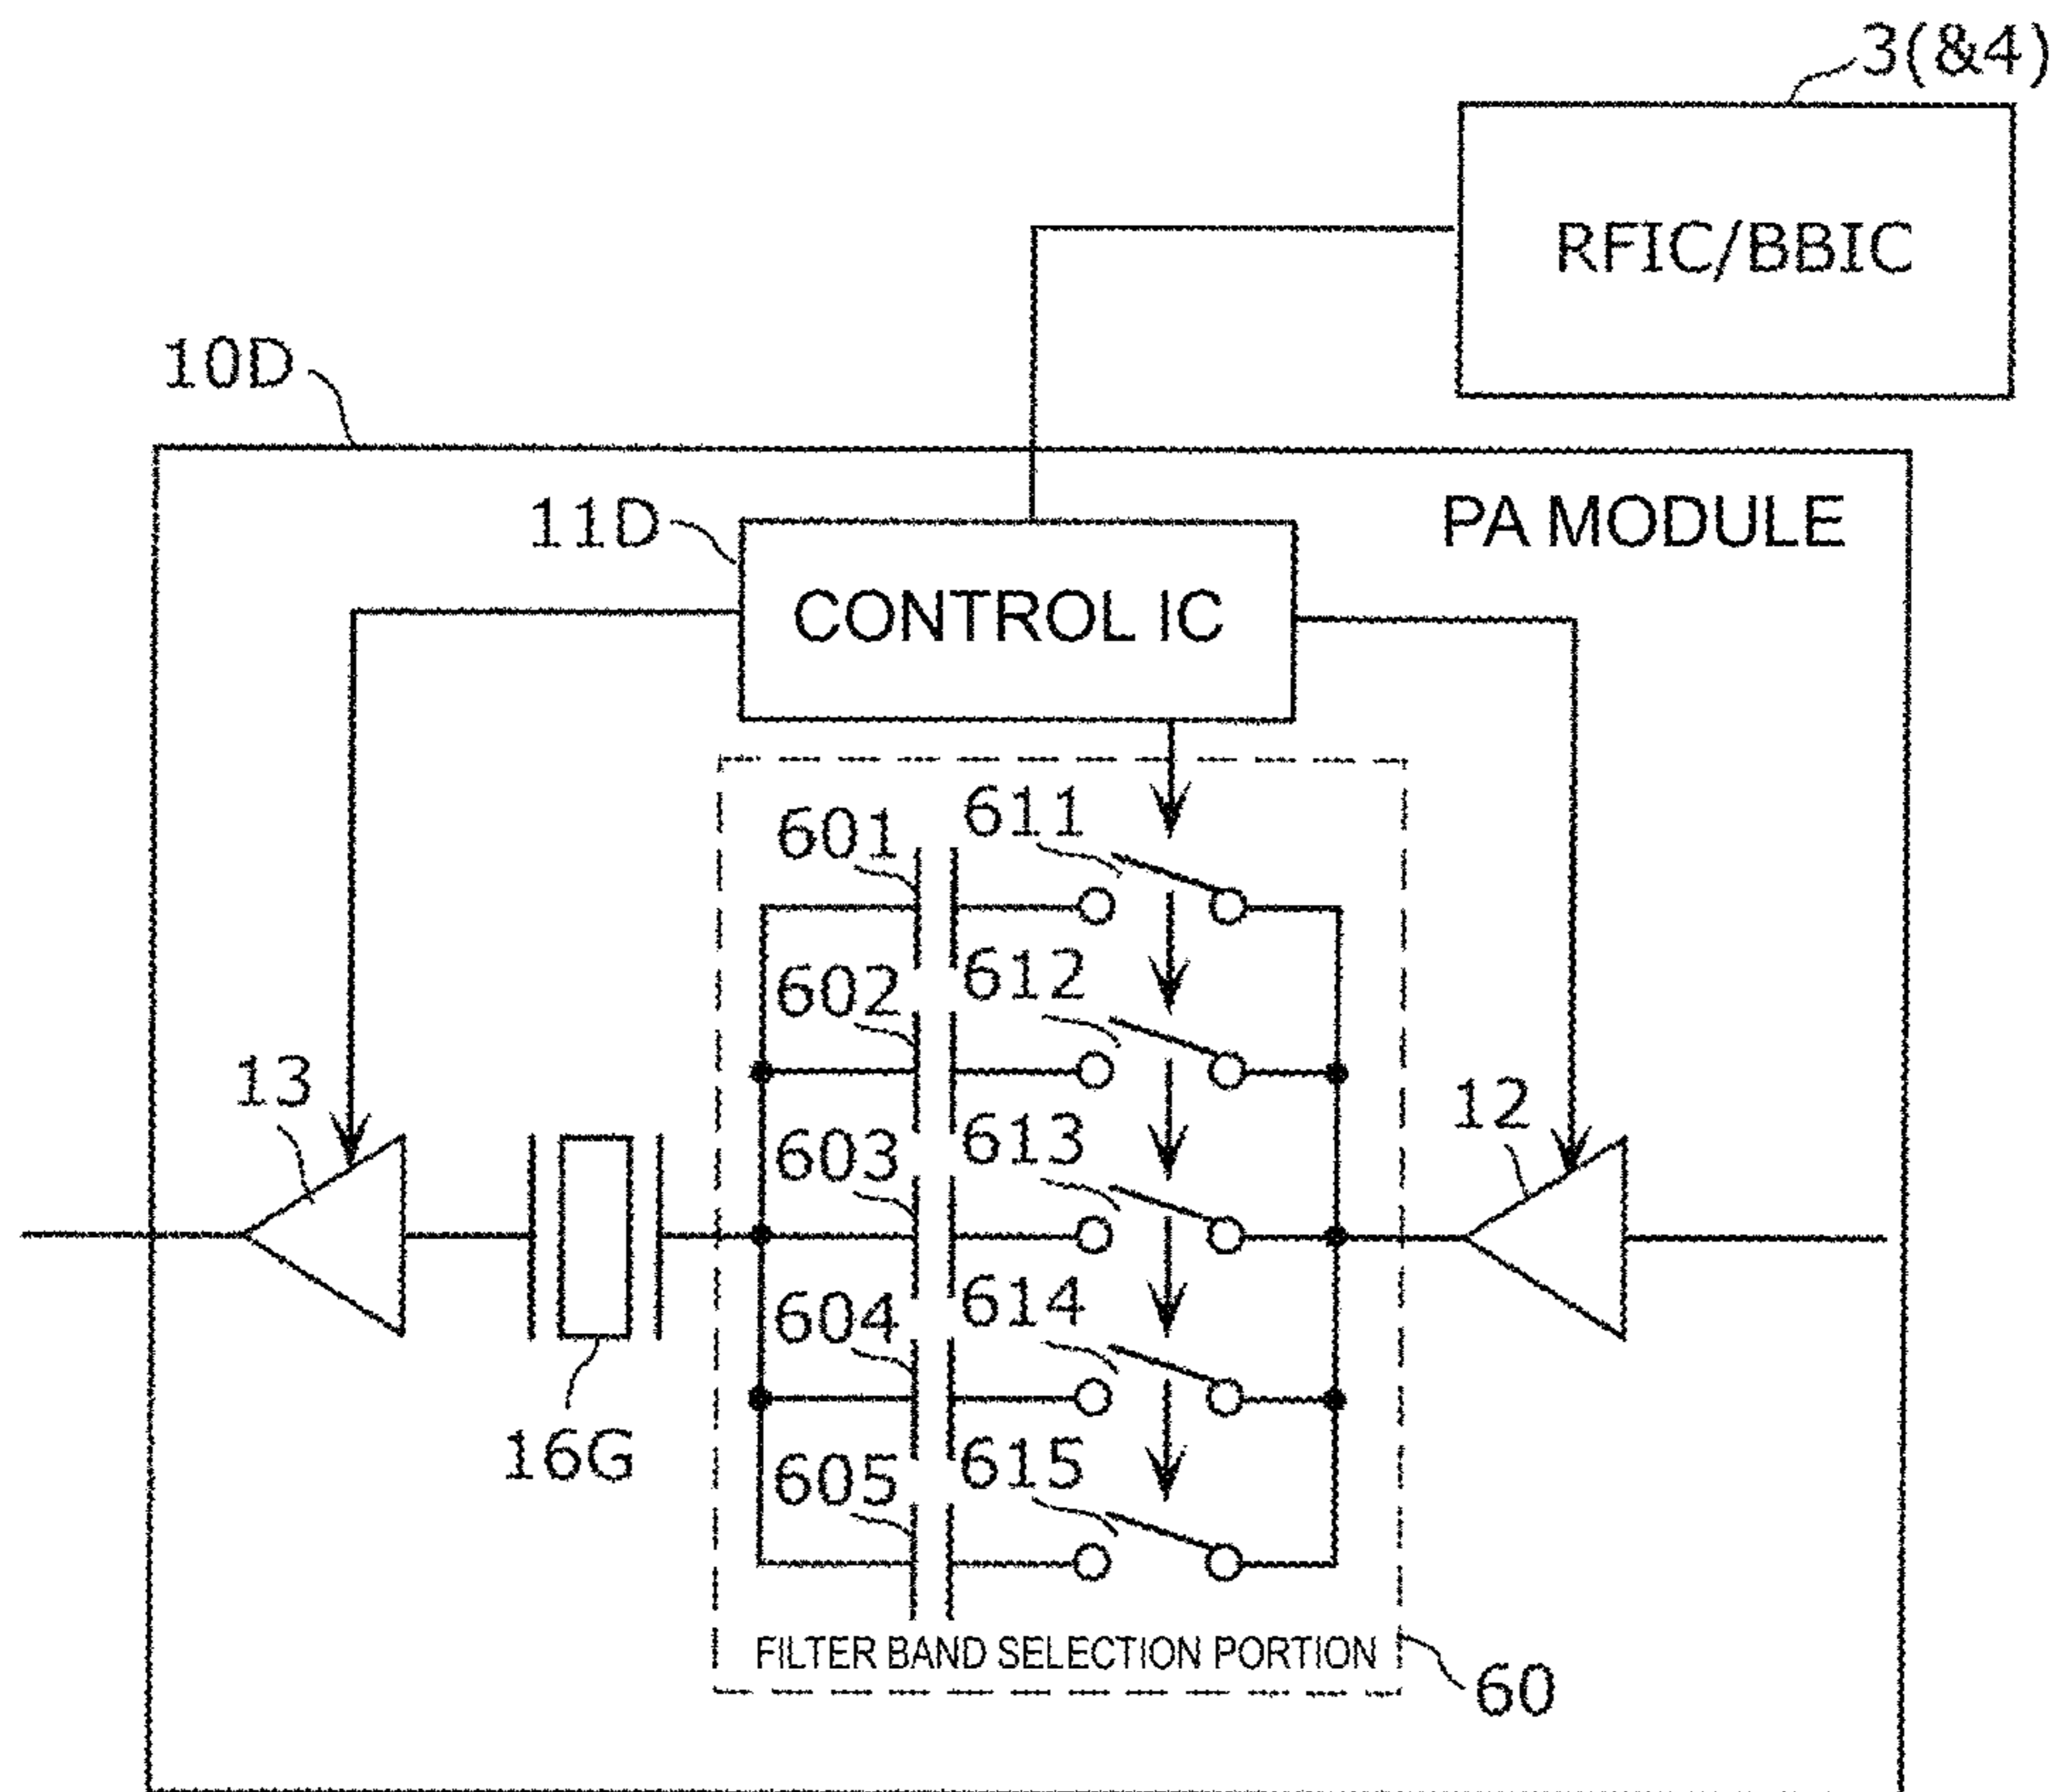 3(&4)
RFIC/BBIC
10D
11D
PA MODULE
CONTROL IC
601
611
602
612
13
12
603
613
604
614
16G
605
615
FILTER BAND SELECTION PORTION
60